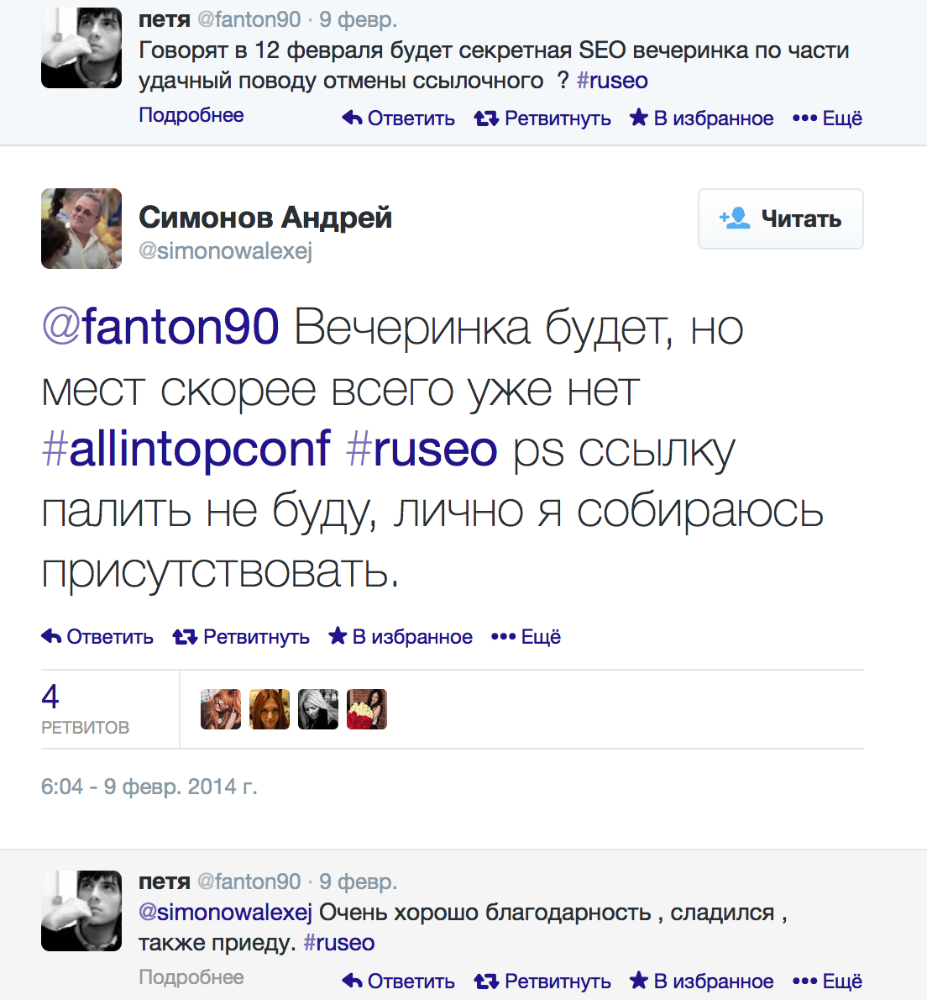 петя @fanton90 · 9 февр.
Говорят в 12 февраля будет секретная SEO вечеринка по части
удачный поводу отмены ссылочного ? #ruseo
Подробнее Ответить Ретвитнуть В избранное Ещё
Симонов Андрей
@simonowalexej
Читать
@fanton90 Вечеринка будет, но
мест скорее всего уже нет
#allintopconf #ruseo ps ссылку
палить не буду, лично я собираюсь
присутствовать.
Ответить Ретвитнуть В избранное Ещё
4
РЕТВИТОВ
6:04 - 9 февр. 2014 г.
петя @fanton90 · 9 февр.
@simonowalexej Очень хорошо благодарность , сладился ,
также приеду. #ruseo
Подробнее Ответить Ретвитнуть В избранное Ещё